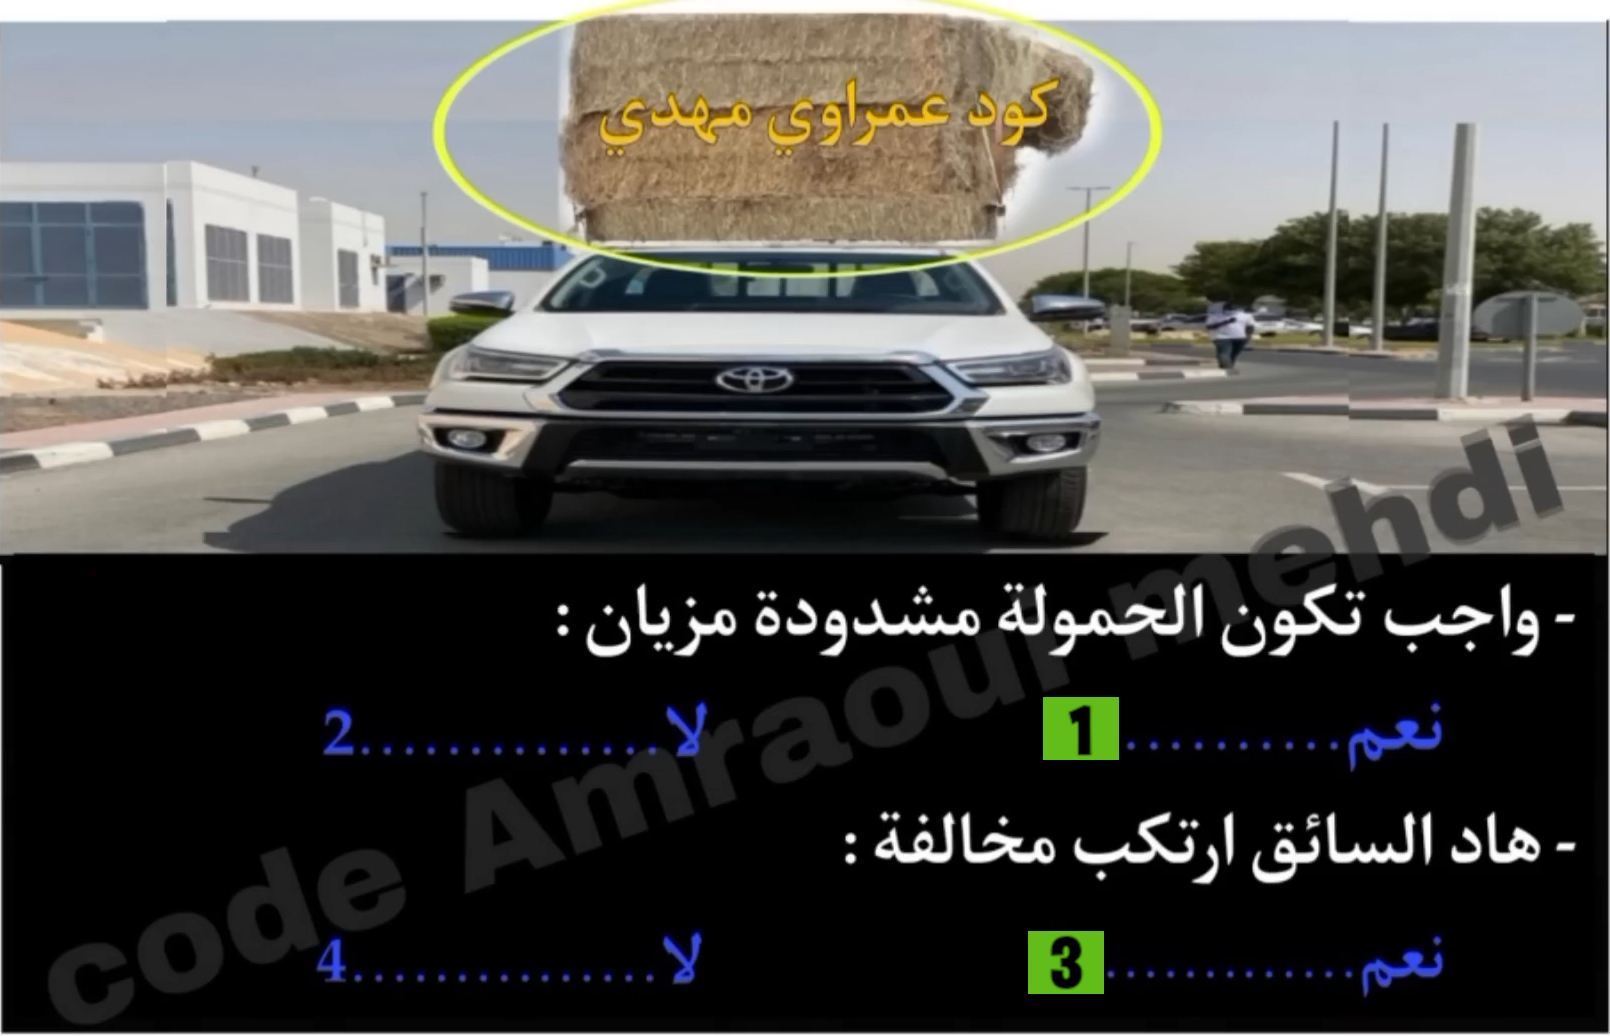 كود عمراوي مهدي
- واجب تكون الحمولة مشدودة مزيان :
نعم..........1 لا..............2
- هاد السائق ارتكب مخالفة :
نعم.............3 لا...............4
code Amraoui mehdi